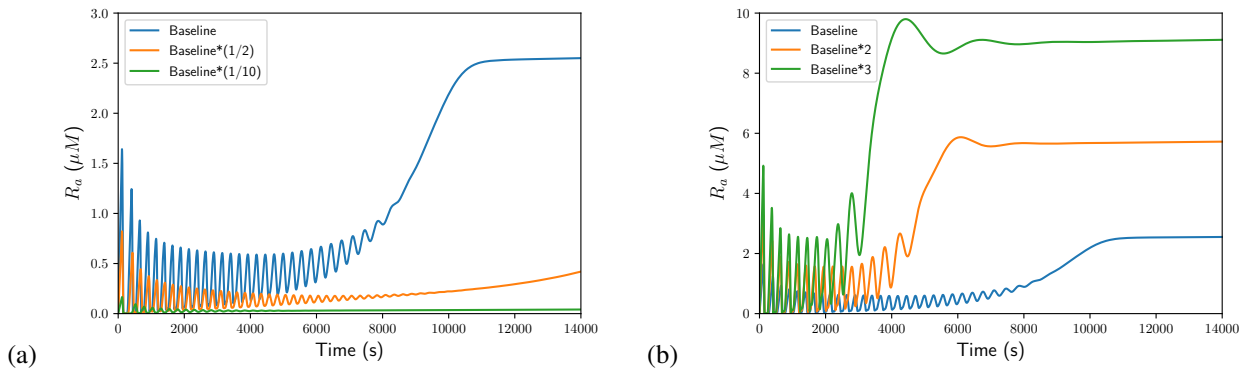 Baseline
Baseline*(1/2)
Baseline*(1/10)
3.0
2.5
2.0
1.5
1.0
0.5
0.0
R_a (μM)
0 2000 4000 6000 8000 10000 12000 14000
Time (s)
(a)
Baseline
Baseline*2
Baseline*3
10
8
6
4
2
0
R_a (μM)
0 2000 4000 6000 8000 10000 12000 14000
Time (s)
(b)